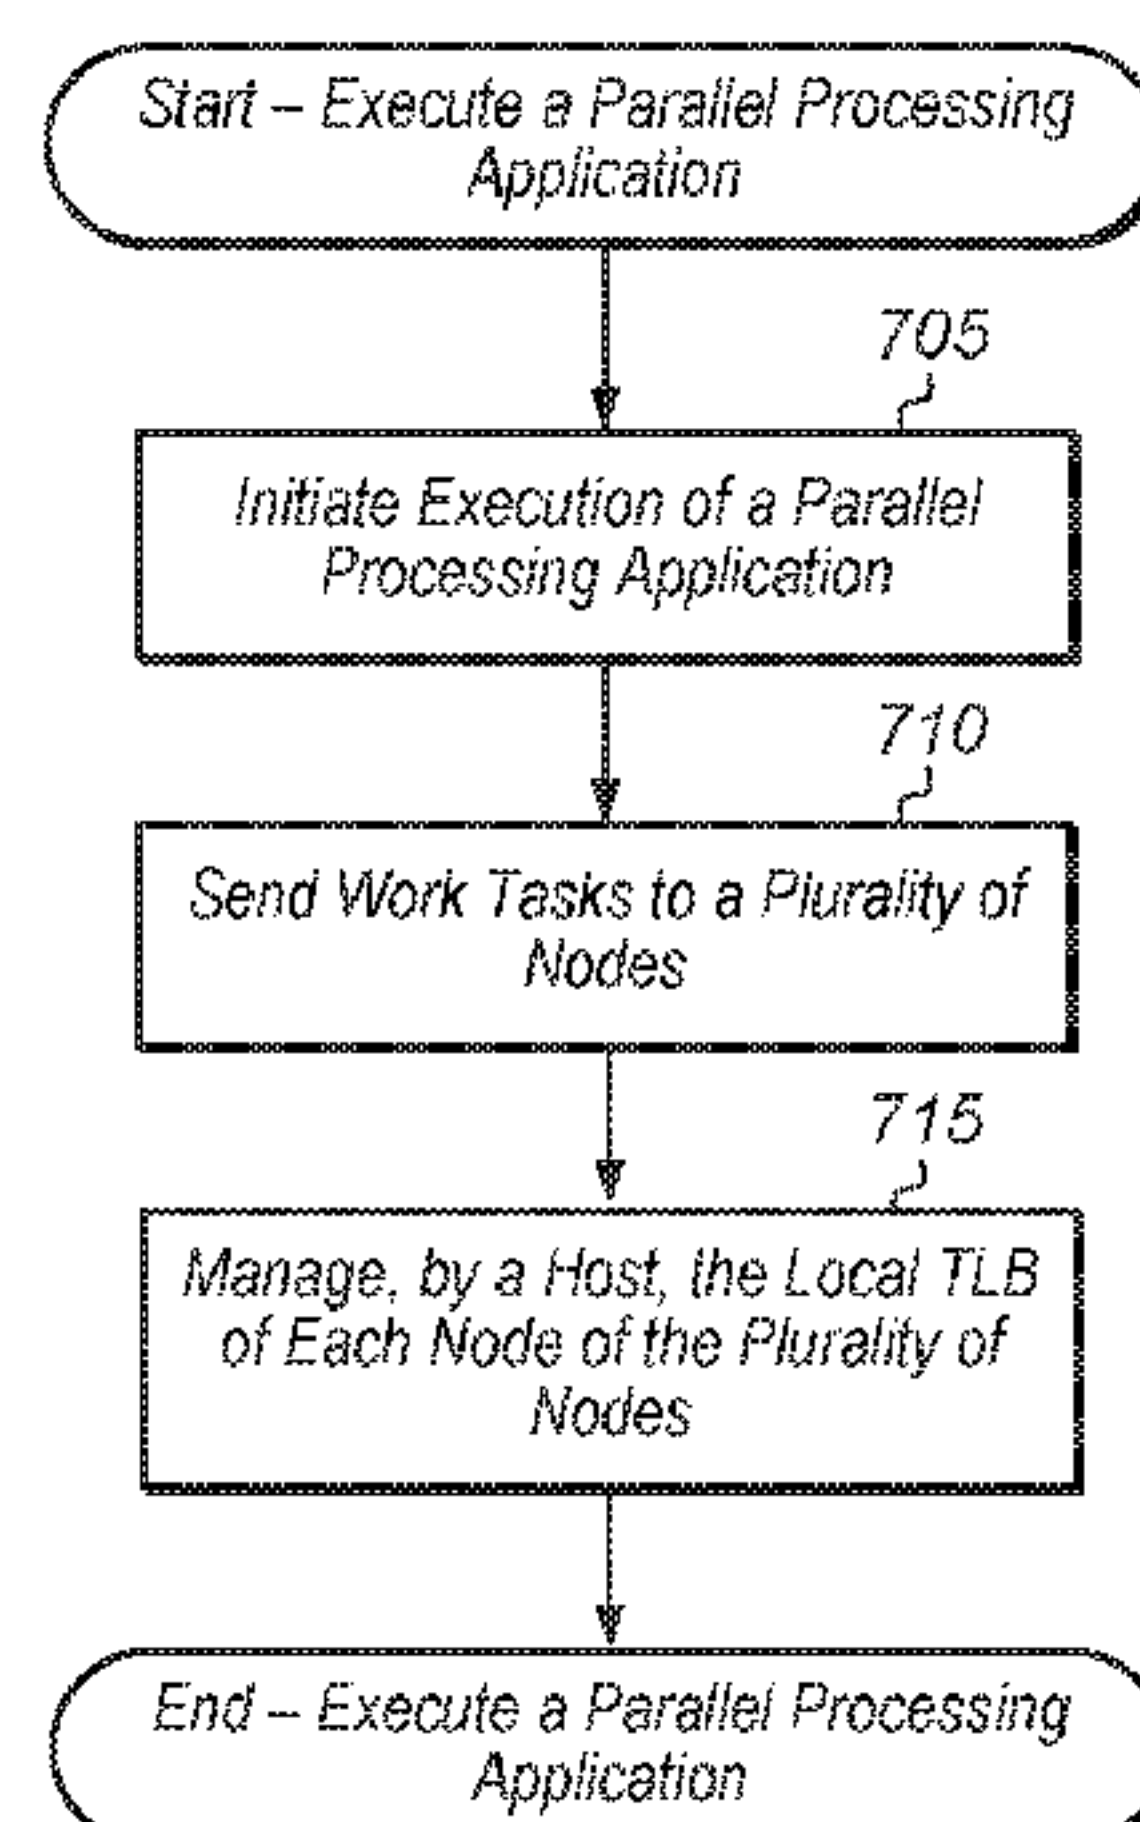 Start – Execute a Parallel Processing
Application
705
Initiate Execution of a Parallel
Processing Application
710
Send Work Tasks to a Plurality of
Nodes
715
Manage, by a Host, the Local TLB
of Each Node of the Plurality of
Nodes
End – Execute a Parallel Processing
Application